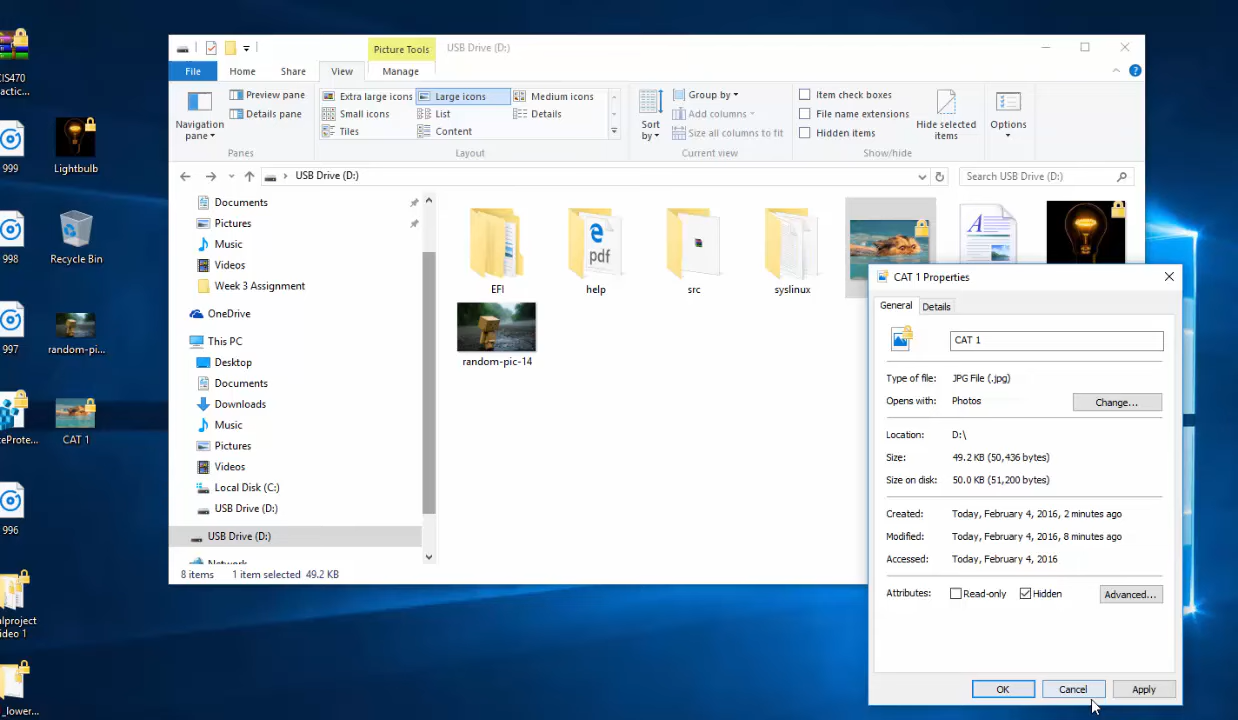 CIS470
actic...
999
Lightbulb
998
Recycle Bin
997
random-pi...
eProte...
CAT 1
996
alproject
ideo 1
_lower...
Picture Tools
USB Drive (D:)
File
Home
Share
View
Manage
Navigation
pane
Preview pane
Details pane
Panes
Extra large icons
Large icons
Medium icons
Small icons
List
Details
Tiles
Content
Layout
Sort
by
Group by
Add columns
Size all columns to fit
Current view
Item check boxes
File name extensions
Hidden items
Hide selected
items
Show/hide
Options
USB Drive (D:)
Search USB Drive (D:)
Documents
Pictures
Music
Videos
Week 3 Assignment
OneDrive
This PC
Desktop
Documents
Downloads
Music
Pictures
Videos
Local Disk (C:)
USB Drive (D:)
USB Drive (D:)
Network
EFI
pdf
help
src
syslinux
random-pic-14
8 items
1 item selected 49.2 KB
CAT 1 Properties
General
Details
CAT 1
Type of file:
JPG File (.jpg)
Opens with:
Photos
Change...
Location:
D:\
Size:
49.2 KB (50,436 bytes)
Size on disk:
50.0 KB (51,200 bytes)
Created:
Today, February 4, 2016, 2 minutes ago
Modified:
Today, February 4, 2016, 8 minutes ago
Accessed:
Today, February 4, 2016
Attributes:
Read-only
Hidden
Advanced...
OK
Cancel
Apply